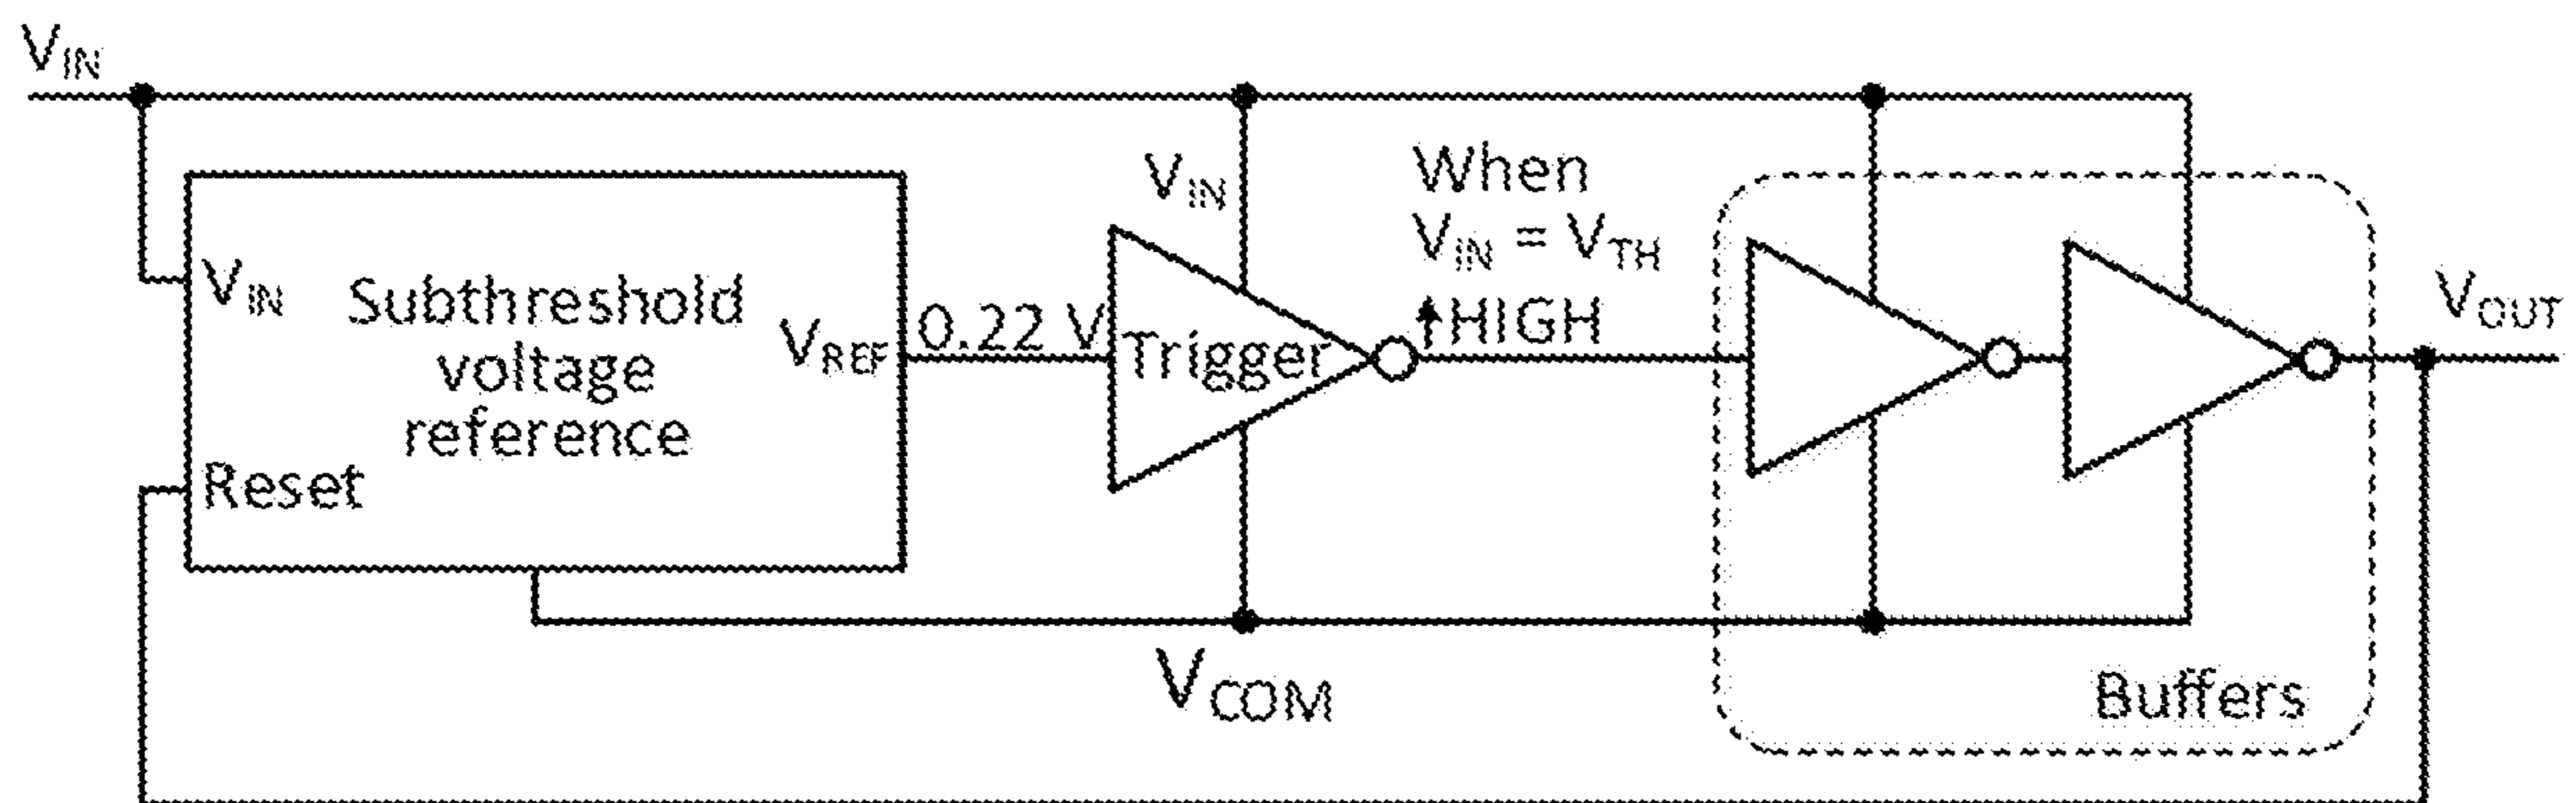 VIN
VIN
When
VIN = VTH
HIGH
VIN
Subthreshold
voltage
reference
VREF
0.22 V
Trigger
VOUT
Reset
VCOM
Buffers